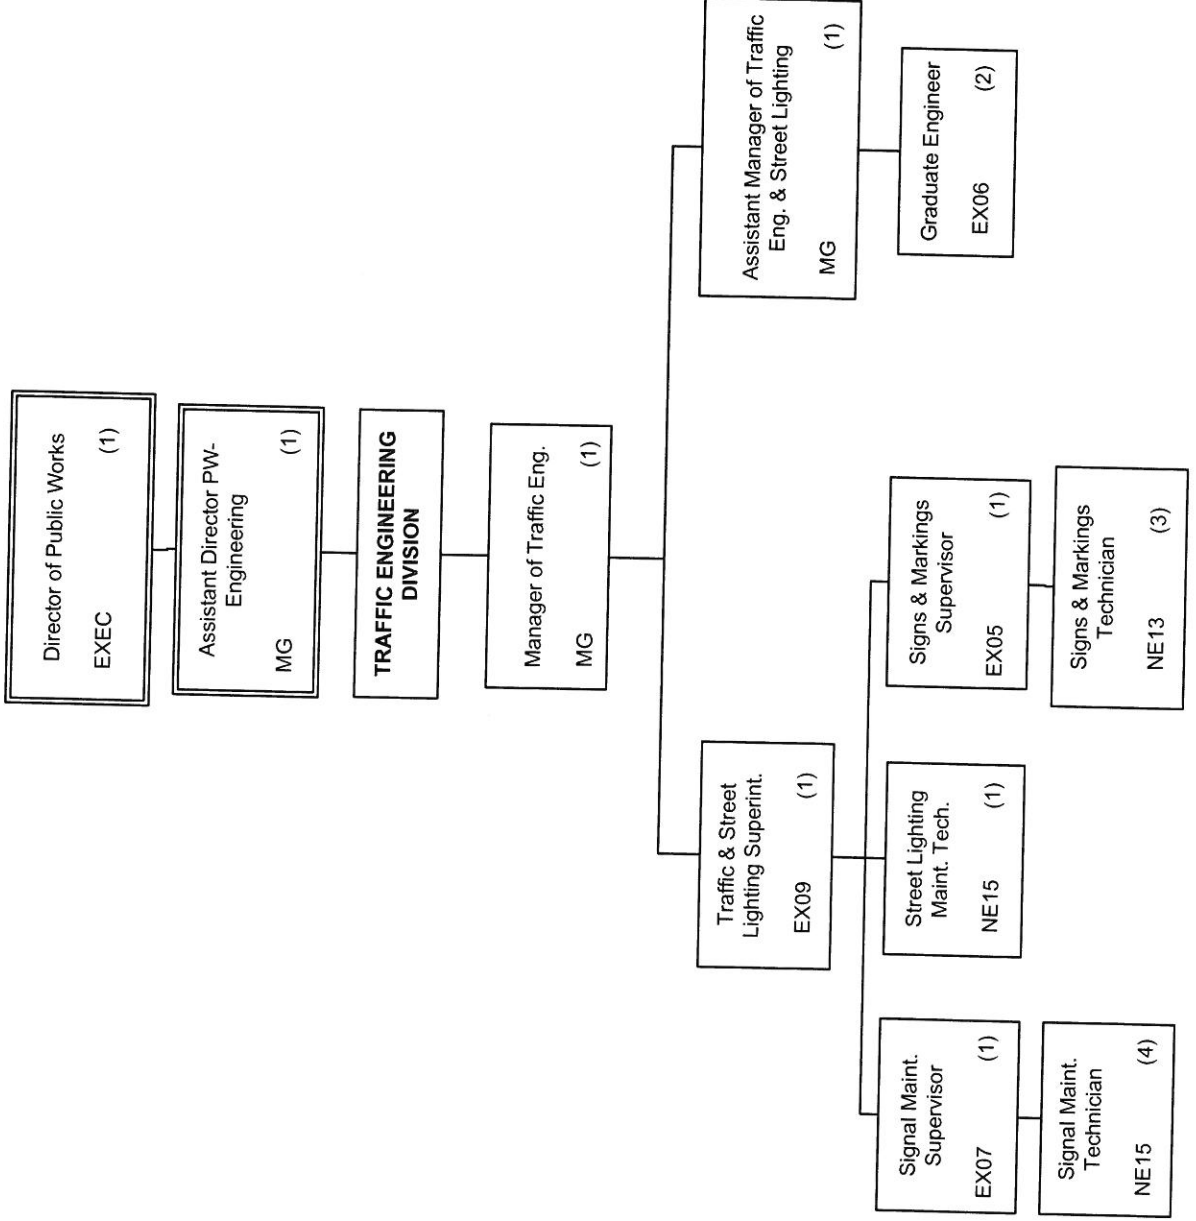 Director of Public Works
EXEC (1)
Assistant Director PW-
Engineering
MG (1)
TRAFFIC ENGINEERING
DIVISION
Manager of Traffic Eng.
MG (1)
Traffic & Street
Lighting Superint.
EX09 (1)
Assistant Manager of Traffic
Eng. & Street Lighting
MG (1)
Signal Maint.
Supervisor
EX07 (1)
Street Lighting
Maint. Tech.
NE15 (1)
Signs & Markings
Supervisor
EX05 (1)
Graduate Engineer
EX06 (2)
Signal Maint.
Technician
NE15 (4)
Signs & Markings
Technician
NE13 (3)